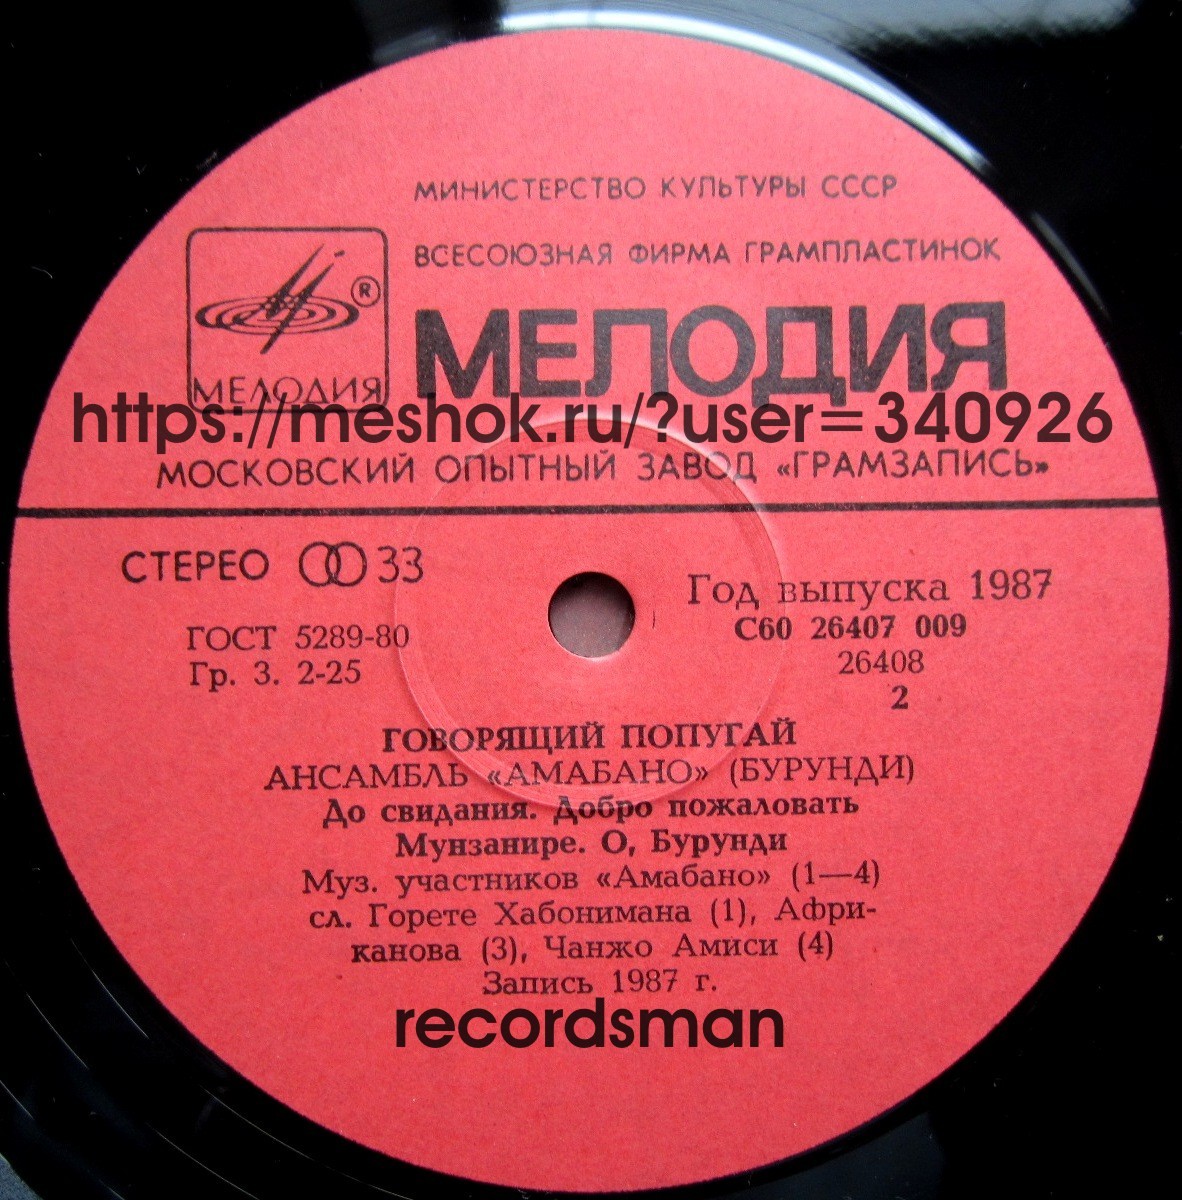 МИНИСТЕРСТВО КУЛЬТУРЫ СССР
ВСЕСОЮЗНАЯ ФИРМА ГРАМПЛАСТИНОК
®
МЕЛОДИЯ
МЕЛОДИЯ
https://meshok.ru/?user=340926
МОСКОВСКИЙ ОПЫТНЫЙ ЗАВОД «ГРАМЗАПИСЬ»
СТЕРЕО 33
Год выпуска 1987
ГОСТ 5289-80
С60 26407 009
Гр. 3. 2-25
26408
2
ГОВОРЯЩИЙ ПОПУГАЙ
АНСАМБЛЬ «АМАБАНО» (БУРУНДИ)
До свидания. Добро пожаловать
Мунзанире. О, Бурунди
Муз. участников «Амабано» (1—4)
сл. Горете Хабонимана (1), Афри-
канова (3), Чанжо Амиси (4)
Запись 1987 г.
recordsman